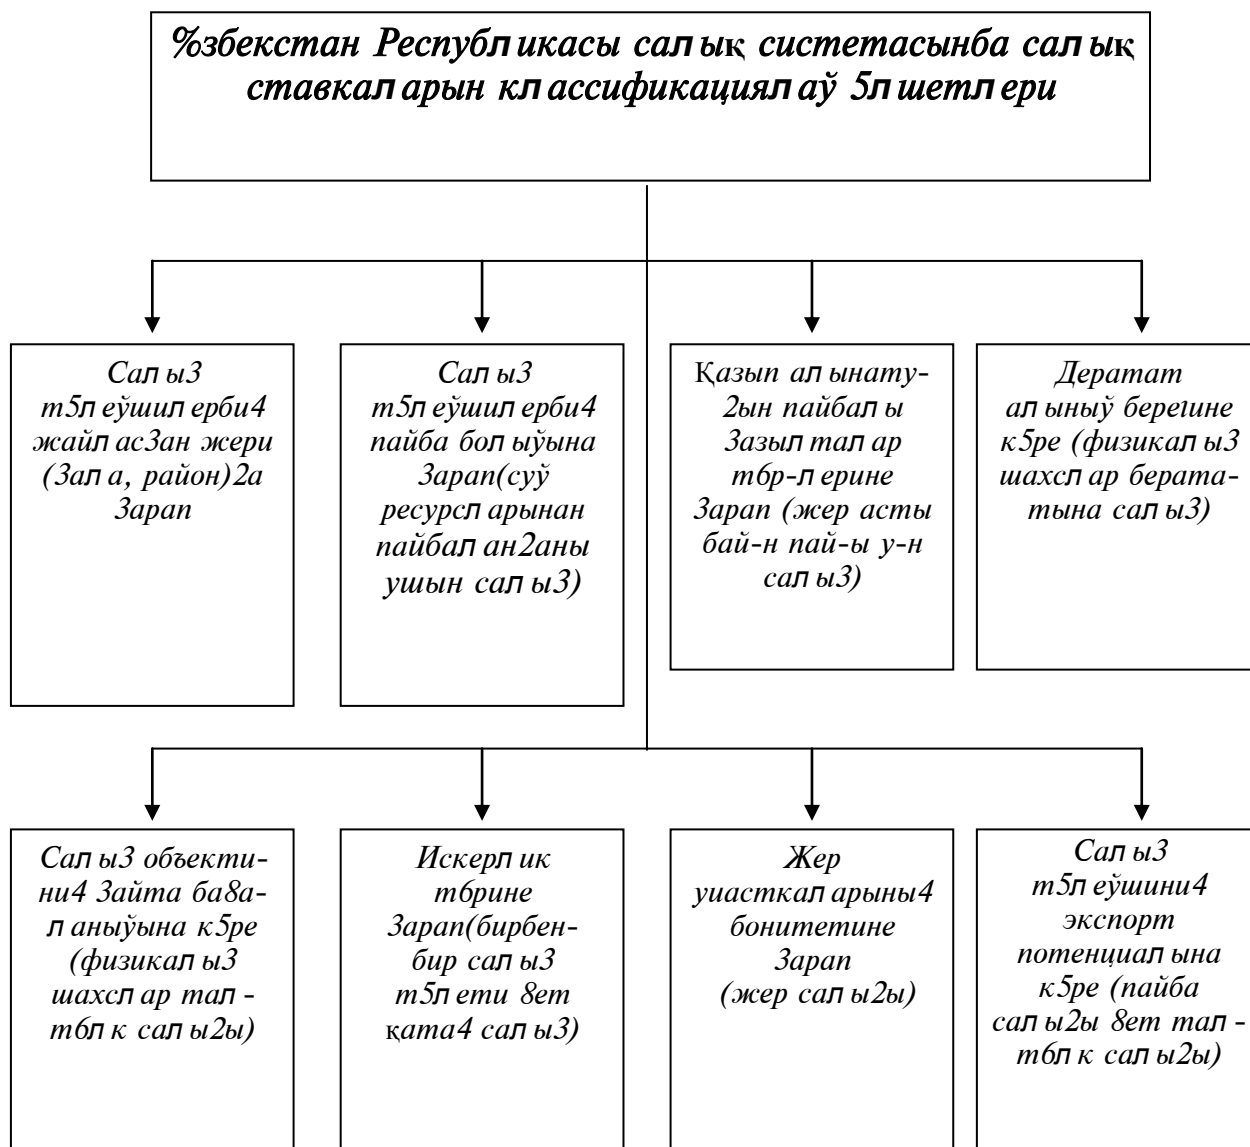 %збекстан Республикасы салық систетасынба салық
ставкаларын классификациялаў 5лшетлери
Салы3
т5леўшилерби4
жайлас3ан жери
(3ала, район)2а
3арап
Салы3
т5леўшилерби4
пайба болыўына
3арап(суў
ресурсларынан
пайбалан2аны
ушын салы3)
Қазып алынату-
2ын пайбалы
3азылталар
т6р-лерине
3арап (жер асты
бай-н пай-ы у-н
салы3)
Дератат
алыныў берегине
к5ре (физикалы3
шахслар берата-
тына салы3)
Салы3 объекти-
ни4 3айта ба8а-
ланыўына к5ре
(физикалы3
шахслар тал-
т6лк салы2ы)
Искерлик
т6рине
3арап(бирбен-
бир салы3
т5лети 8ет
қата4 салы3)
Жер
уиасткаларыны4
бонитетине
3арап
(жер салы2ы)
Салы3
т5леўшини4
экспорт
потенциалына
к5ре (пайба
салы2ы 8ет тал-
т6лк салы2ы)